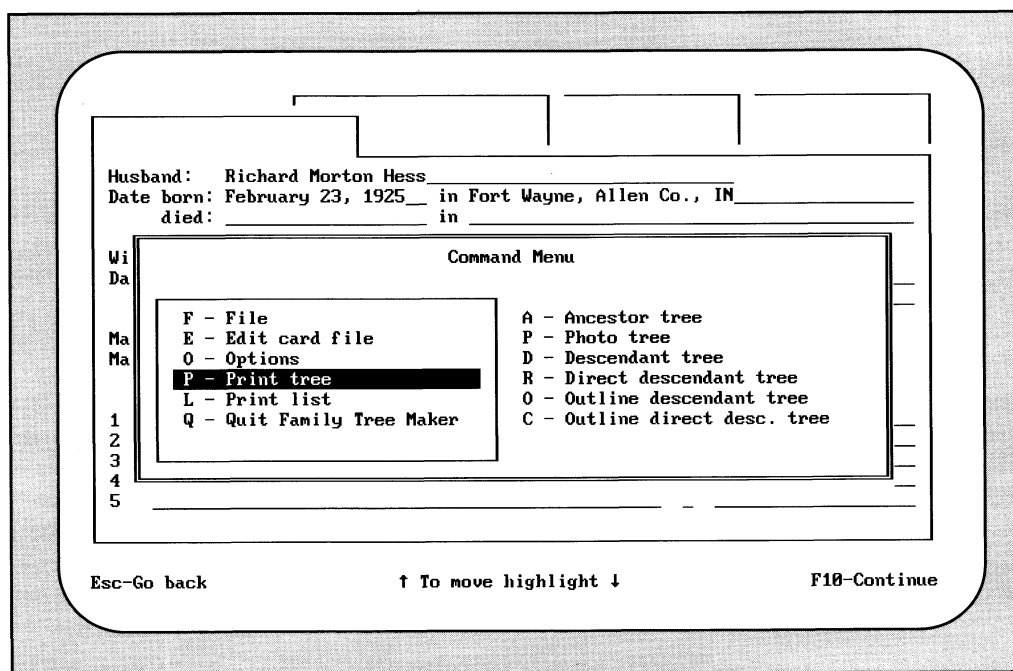 Husband: Richard Morton Hess
Date born: February 23, 1925 in Fort Wayne, Allen Co., IN
died: in
Wi
Da
Ma
Ma
1
2
3
4
5
Command Menu
F - File
E - Edit card file
O - Options
P - Print tree
L - Print list
Q - Quit Family Tree Maker
A - Ancestor tree
P - Photo tree
D - Descendant tree
R - Direct descendant tree
O - Outline descendant tree
C - Outline direct desc. tree
Esc-Go back ↑ To move highlight ↓ F10-Continue